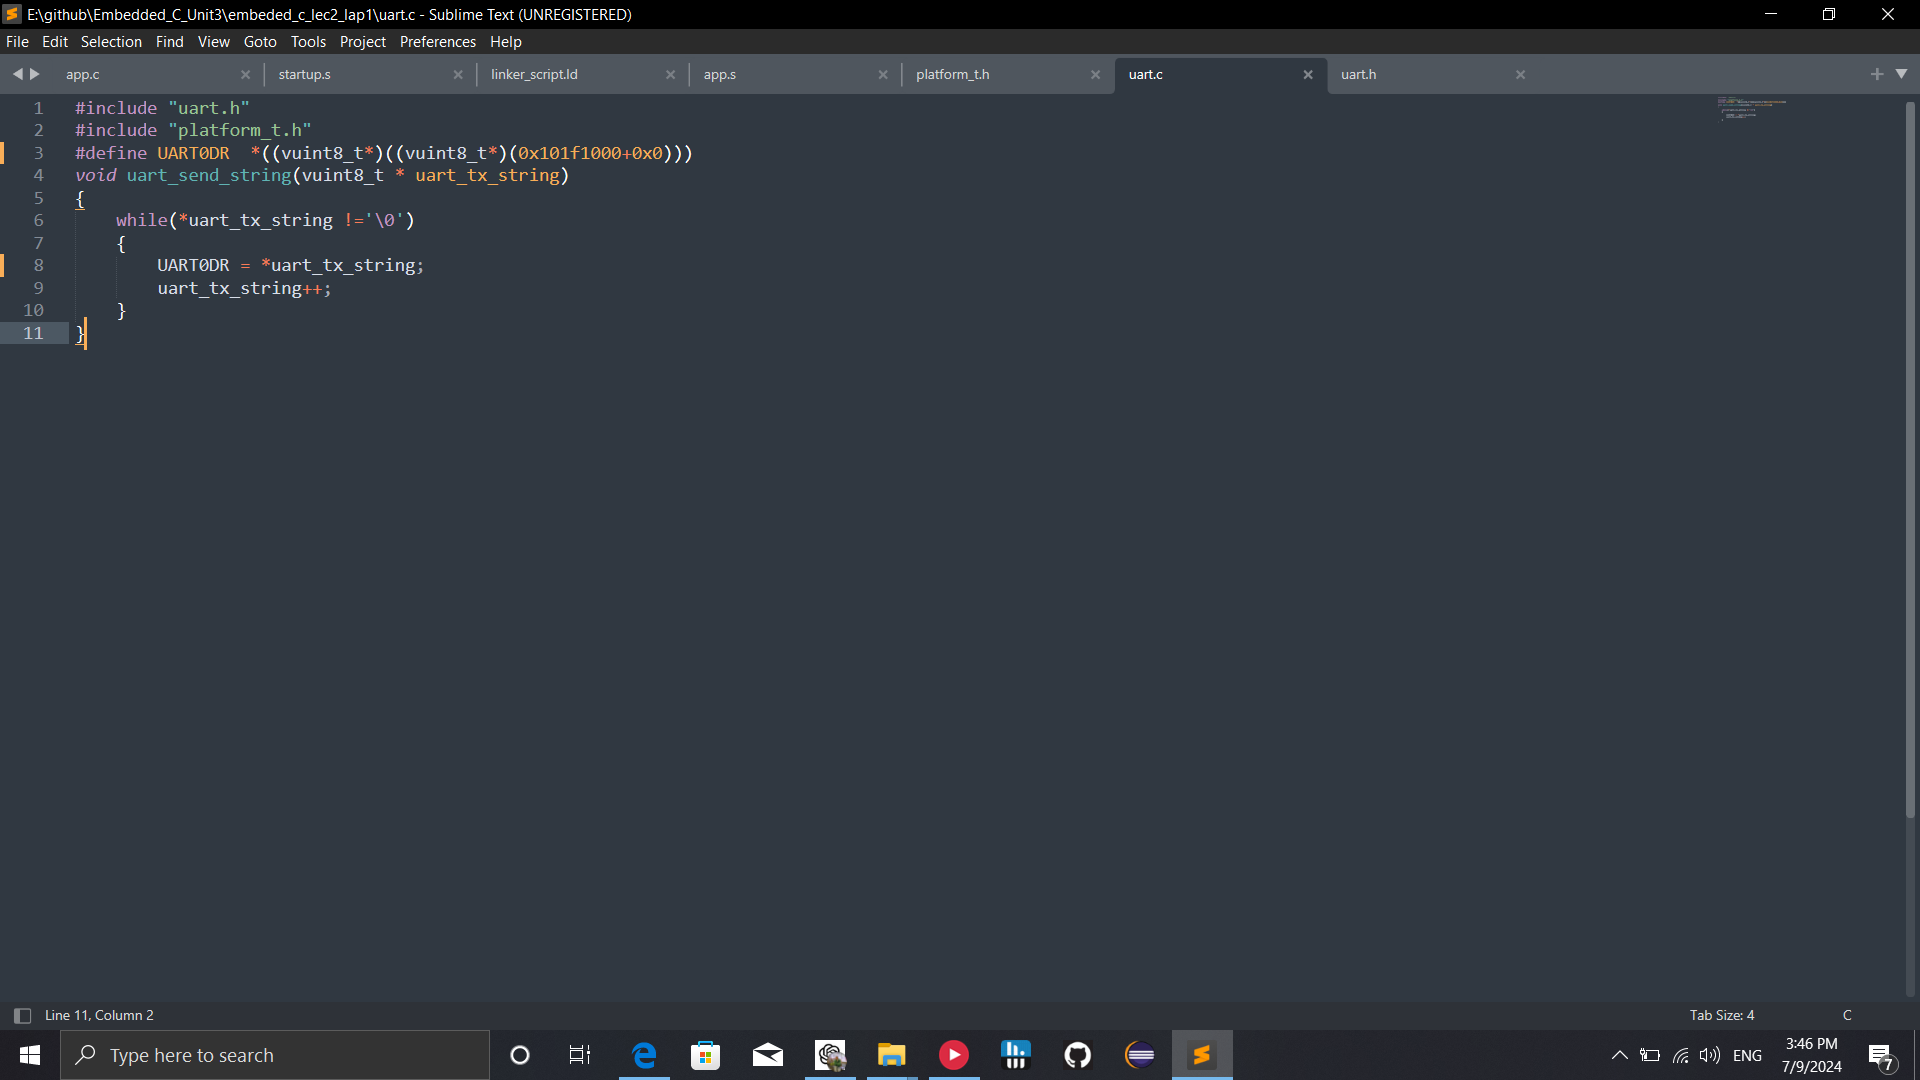 E:\github\Embedded_C_Unit3\embeded_c_lec2_lap1\uart.c - Sublime Text (UNREGISTERED)
File Edit Selection Find View Goto Tools Project Preferences Help
app.c startup.s linker_script.ld app.s platform_t.h uart.c uart.h
1 #include "uart.h"
2 #include "platform_t.h"
3 #define UART0DR  *((vuint8_t*)((vuint8_t*)(0x101f1000+0x0)))
4 void uart_send_string(vuint8_t * uart_tx_string)
5 {
6     while(*uart_tx_string !='\0')
7     {
8         UART0DR = *uart_tx_string;
9         uart_tx_string++;
10     }
11 }
Line 11, Column 2 Tab Size: 4 C
Type here to search ENG 3:46 PM
7/9/2024 7